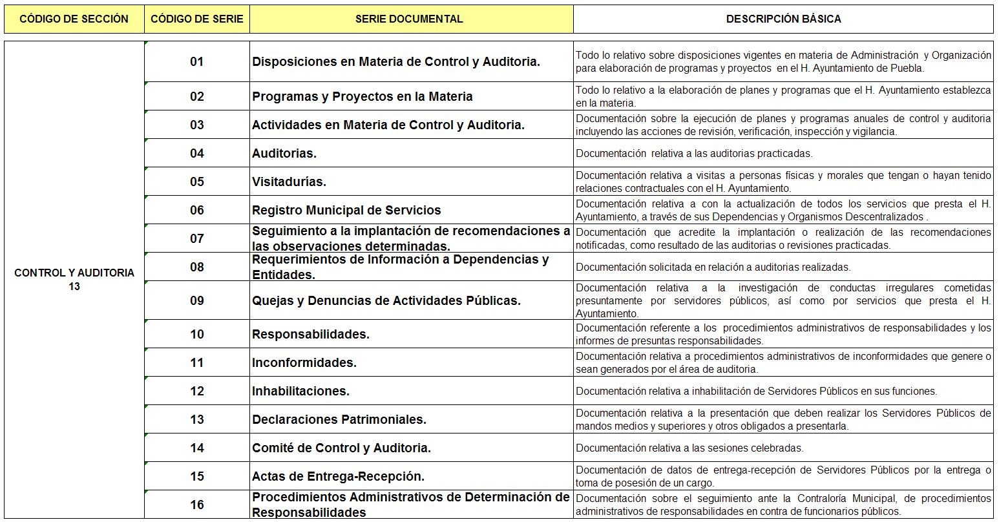 CÓDIGO DE SECCIÓN CÓDIGO DE SERIE SERIE DOCUMENTAL DESCRIPCIÓN BÁSICA
CONTROL Y AUDITORIA
13
01
Disposiciones en Materia de Control y Auditoria.
Todo lo relativo sobre disposiciones vigentes en materia de Administración y Organización
para elaboración de programas y proyectos en el H. Ayuntamiento de Puebla.
02
Programas y Proyectos en la Materia
Todo lo relativo a la elaboración de planes y programas que el H. Ayuntamiento establezca
en la materia.
03
Actividades en Materia de Control y Auditoria.
Documentación sobre la ejecución de planes y programas anuales de control y auditoria
incluyendo las acciones de revisión, verificación, inspección y vigilancia.
04
Auditorias.
Documentación relativa a las auditorias practicadas.
05
Visitadurías.
Documentación relativa a visitas a personas físicas y morales que tengan o hayan tenido
relaciones contractuales con el H. Ayuntamiento.
06
Registro Municipal de Servicios
Documentación relativa a con la actualización de todos los servicios que presta el H.
Ayuntamiento, a través de sus Dependencias y Organismos Descentralizados .
07
Seguimiento a la implantación de recomendaciones a
las observaciones determinadas.
Documentación que acredite la implantación o realización de las recomendaciones
notificadas, como resultado de las auditorias o revisiones practicadas.
08
Requerimientos de Información a Dependencias y
Entidades.
Documentación solicitada en relación a auditorias realizadas.
09
Quejas y Denuncias de Actividades Públicas.
Documentación relativa a la investigación de conductas irregulares cometidas
presuntamente por servidores públicos, así como por servicios que presta el H.
Ayuntamiento.
10
Responsabilidades.
Documentación referente a los procedimientos administrativos de responsabilidades y los
informes de presuntas responsabilidades.
11
Inconformidades.
Documentación relativa a procedimientos administrativos de inconformidades que genere o
sean generados por el área de auditoria.
12
Inhabilitaciones.
Documentación relativa a inhabilitación de Servidores Públicos en sus funciones.
13
Declaraciones Patrimoniales.
Documentación relativa a la presentación que deben realizar los Servidores Públicos de
mandos medios y superiores y otros obligados a presentarla.
14
Comité de Control y Auditoria.
Documentación relativa a las sesiones celebradas.
15
Actas de Entrega-Recepción.
Documentación de datos de entrega-recepción de Servidores Públicos por la entrega o
toma de posesión de un cargo.
16
Procedimientos Administrativos de Determinación de
Responsabilidades
Documentación sobre el seguimiento ante la Contraloría Municipal, de procedimientos
administrativos de responsabilidades en contra de funcionarios públicos.